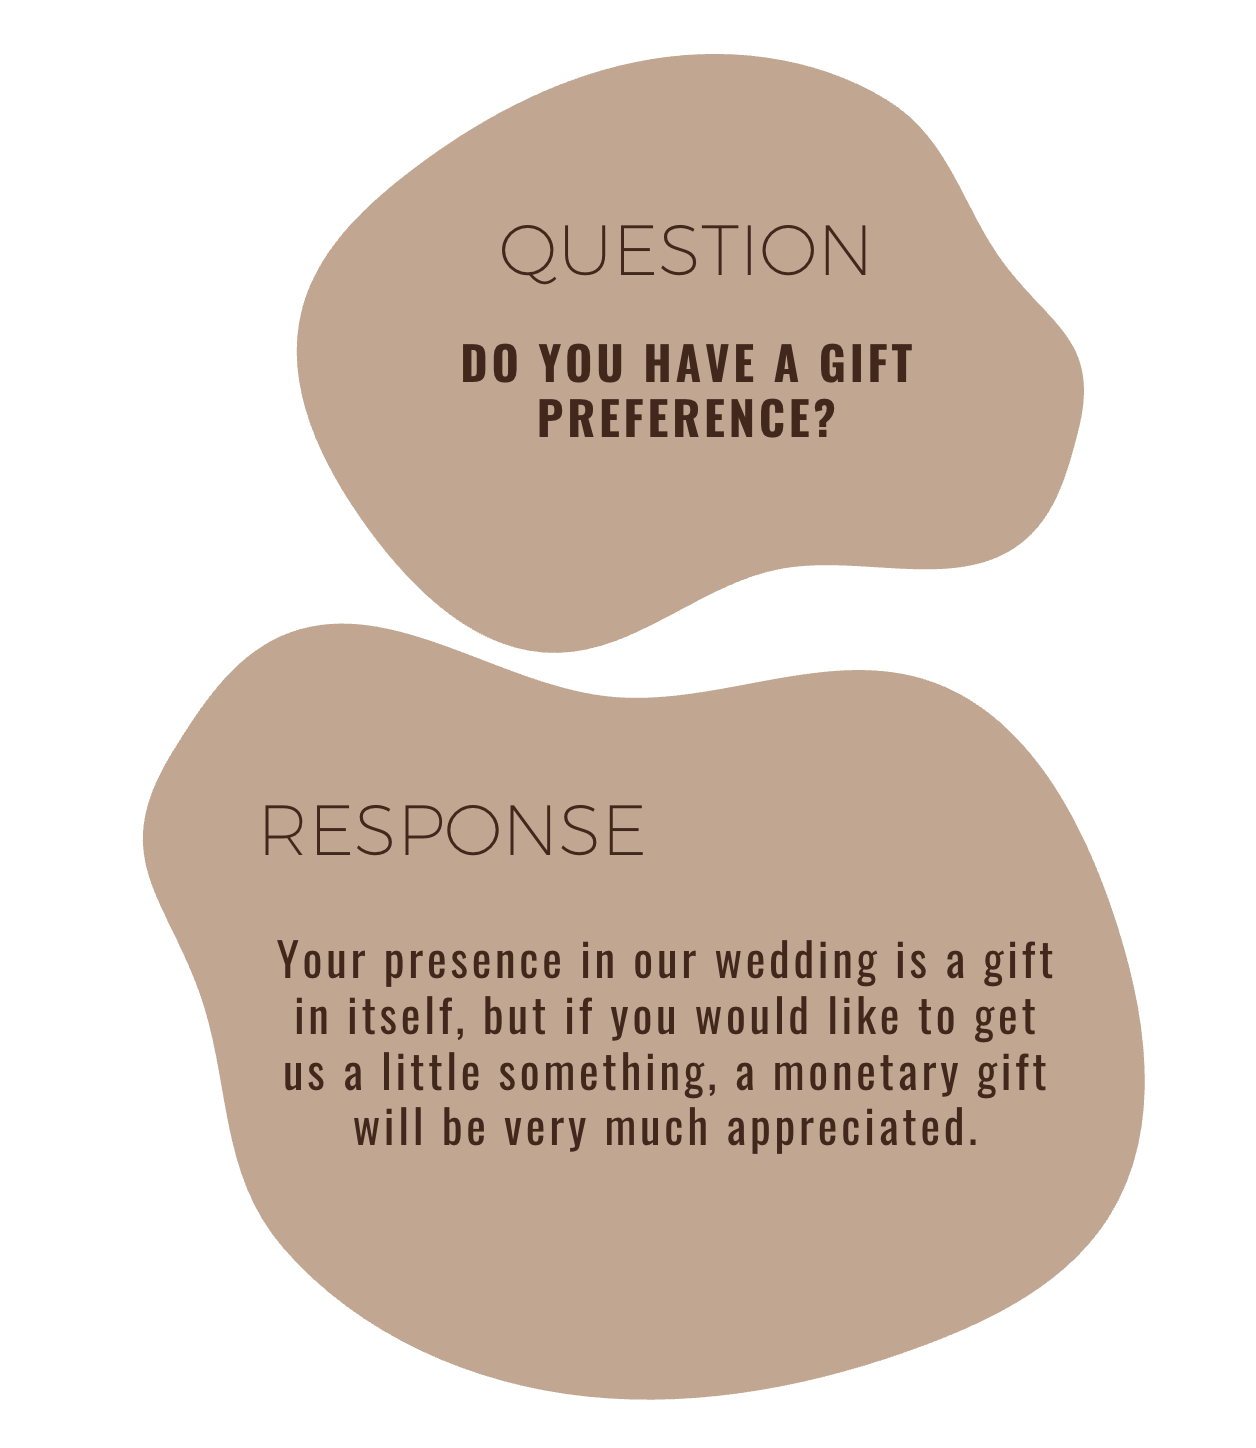 QUESTION
DO YOU HAVE A GIFT
PREFERENCE?
RESPONSE
Your presence in our wedding is a gift
in itself, but if you would like to get
us a little something, a monetary gift
will be very much appreciated.